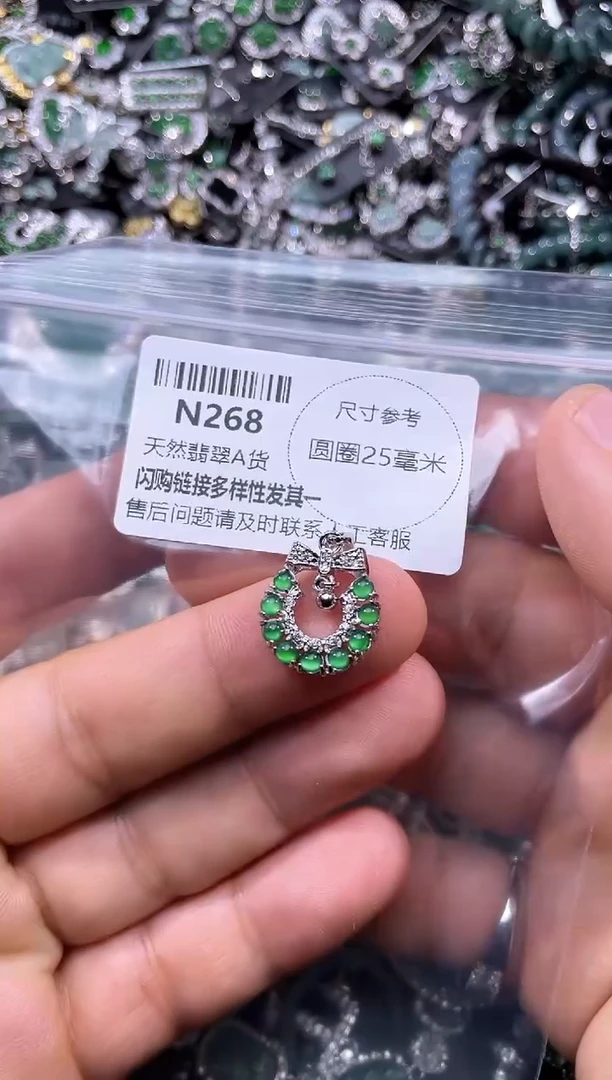 N268
尺寸参考
圆圈25毫米
天然翡翠A货
闪购链接多样性发其一
售后问题请及时联系人工客服